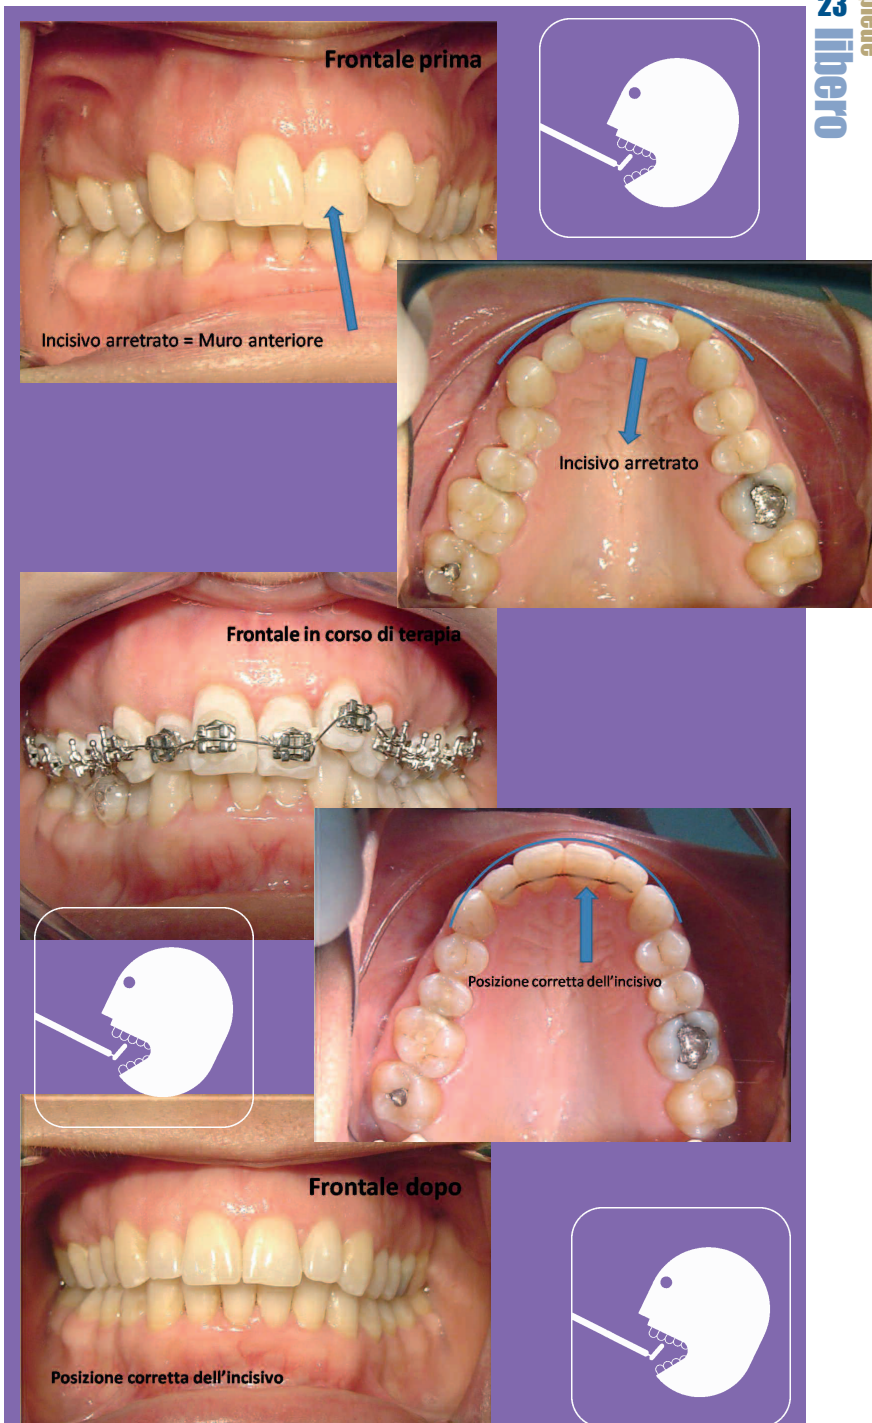 23
libero
Frontale prima
Incisivo arretrato = Muro anteriore
Incisivo arretrato
Frontale in corso di terapia
Posizione corretta dell'incisivo
Frontale dopo
Posizione corretta dell'incisivo